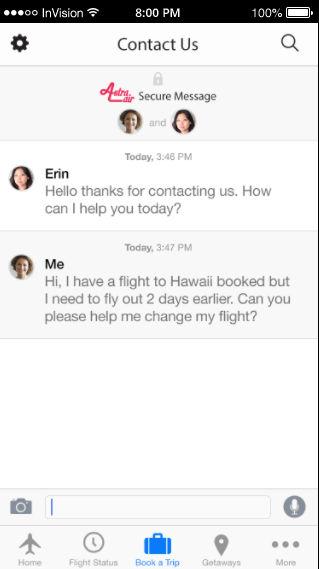 InVision 8:00 PM 100%
Contact Us
Astra.air Secure Message
and
Today, 3:46 PM
Erin
Hello thanks for contacting us. How
can I help you today?
Today, 3:47 PM
Me
Hi, I have a flight to Hawaii booked but
I need to fly out 2 days earlier. Can you
please help me change my flight?
Home Flight Status Book a Trip Getaways More